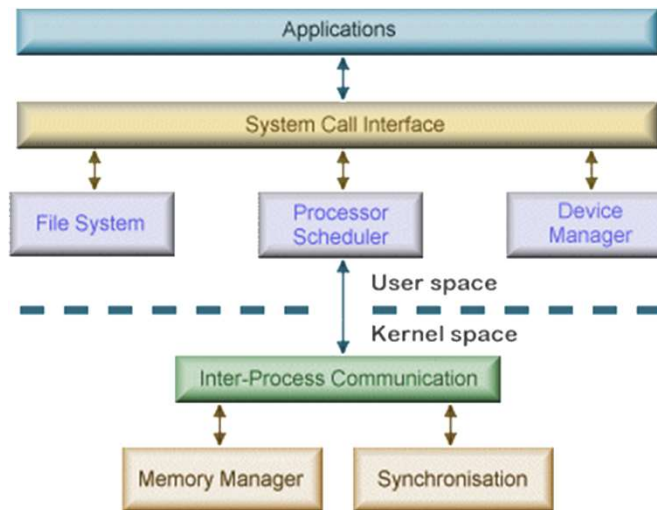 Applications
System Call Interface
File System
Processor
Scheduler
Device
Manager
User space
Kernel space
Inter-Process Communication
Memory Manager
Synchronisation